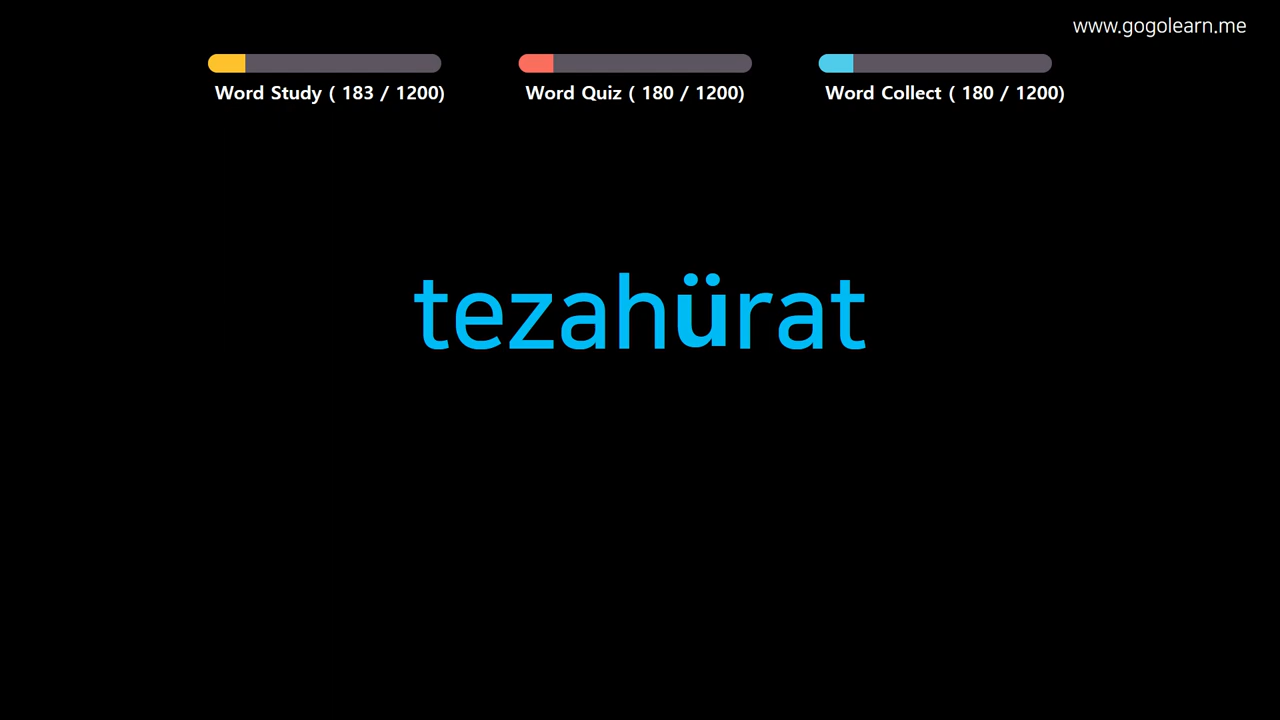 www.gogolearn.me
Word Study ( 183 / 1200)
Word Quiz ( 180 / 1200)
Word Collect ( 180 / 1200)
tezahürat